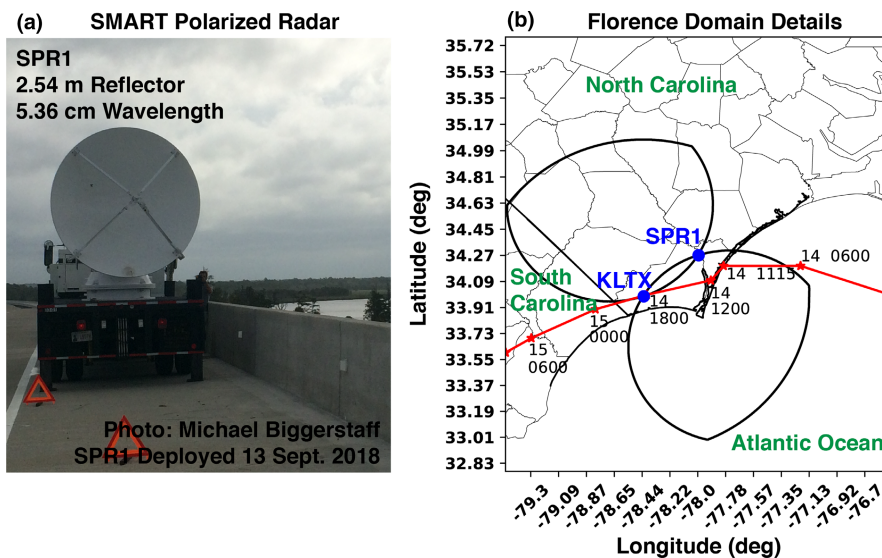 (a) SMART Polarized Radar
SPR1
2.54 m Reflector
5.36 cm Wavelength
Photo: Michael Biggerstaff
SPR1 Deployed 13 Sept. 2018
(b) Florence Domain Details
Latitude (deg)
35.72
35.53
35.35
35.17
34.99
34.81
34.63
34.45
34.27
34.09
33.91
33.73
33.55
33.37
33.19
33.01
32.83
North Carolina
SPR1
KLTX
South
Carolina
14 0600
14 1115
14
1200
14
1800
15
0000
15
0600
Atlantic Ocean
-79.3
-79.09
-78.87
-78.65
-78.44
-78.22
-78.0
-77.78
-77.57
-77.35
-77.13
-76.92
-76.7
Longitude (deg)